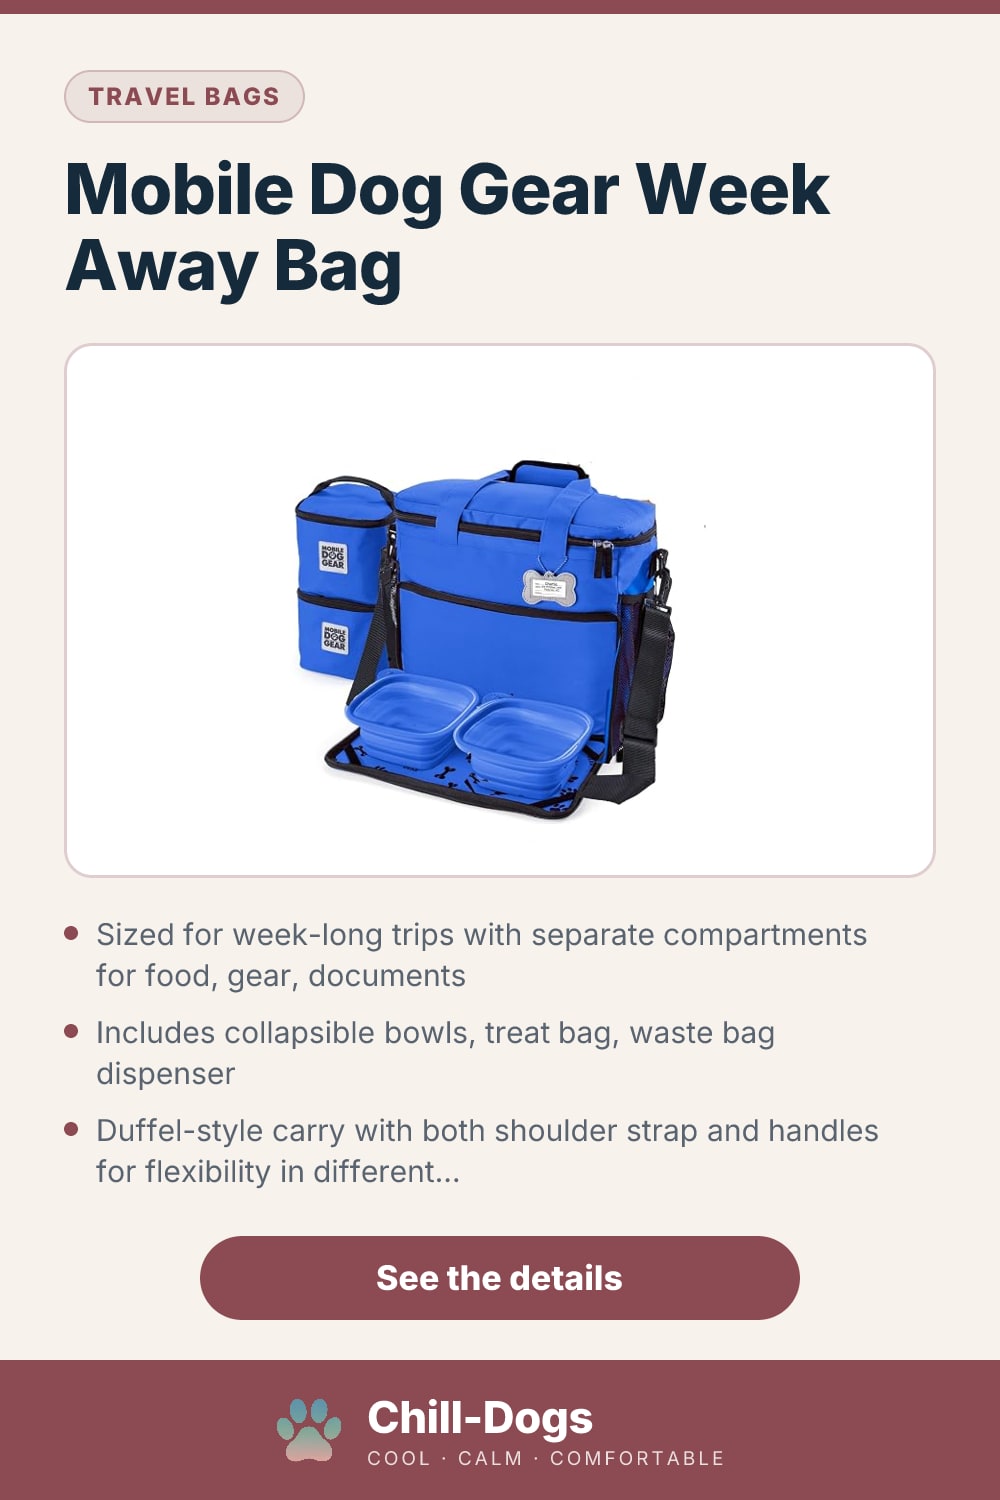 TRAVEL BAGS
Mobile Dog Gear Week
Away Bag
MOBILE
DOG
GEAR
MOBILE
DOG
GEAR
Sized for week-long trips with separate compartments
for food, gear, documents
Includes collapsible bowls, treat bag, waste bag
dispenser
Duffel-style carry with both shoulder strap and handles
for flexibility in different...
See the details
Chill-Dogs
COOL · CALM · COMFORTABLE